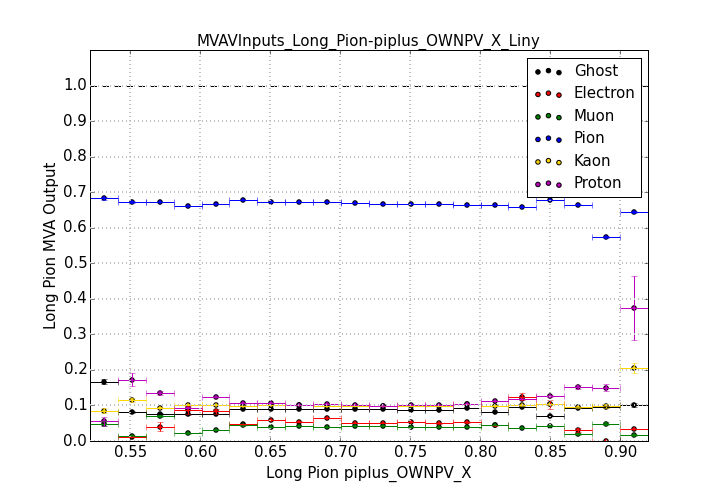 MVAVInputs_Long_Pion-piplus_OWNPV_X_Liny
Ghost
Electron
Muon
Pion
Kaon
Proton
1.0
0.9
0.8
0.7
0.6
0.5
0.4
0.3
0.2
0.1
0.0
Long Pion MVA Output
0.55 0.60 0.65 0.70 0.75 0.80 0.85 0.90
Long Pion piplus_OWNPV_X